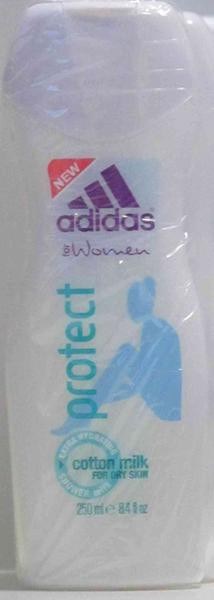 NEW
adidas
for Women
protect
EXTRA HYDRATING
SHOWER MILK
cotton milk
FOR DRY SKIN
250 ml e 8.4 fl oz